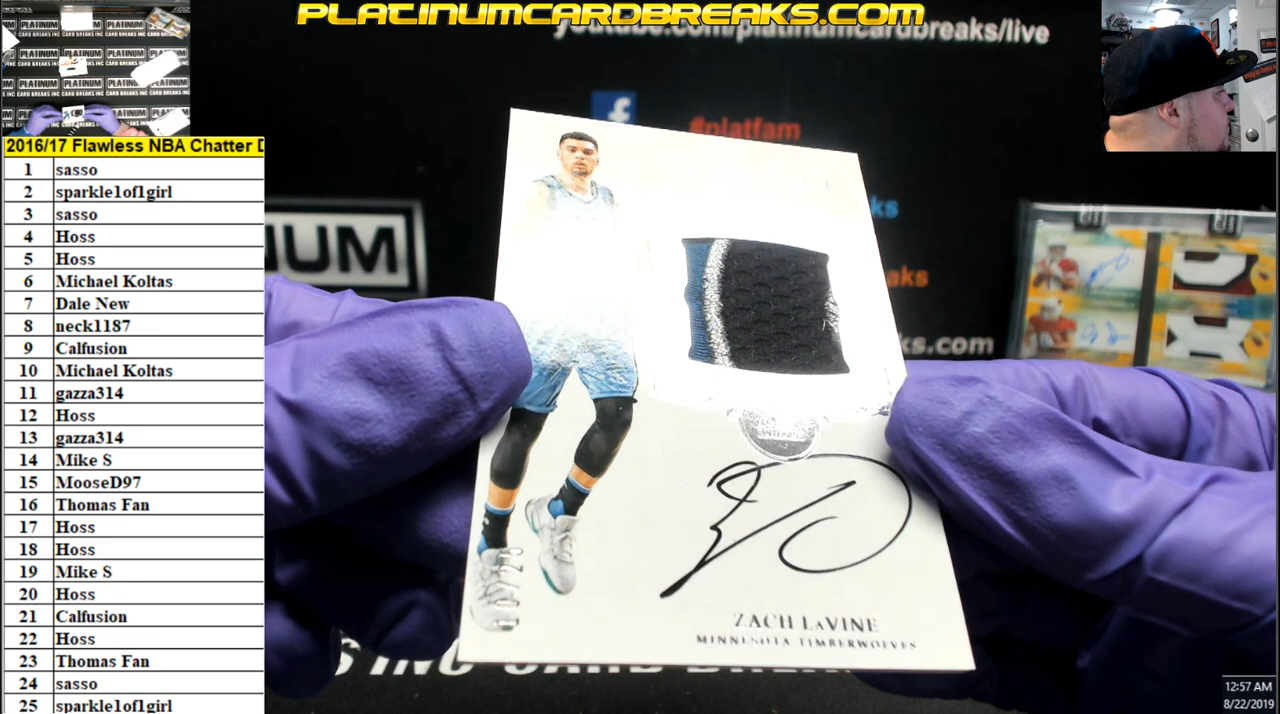 PLATINUMCARDBREAKS.COM
youtube.com/platinumcardbreaks/live
#platfam
2016/17 Flawless NBA Chatter D
1 sasso
2 sparkle1of1girl
3 sasso
4 Hoss
5 Hoss
6 Michael Koltas
7 Dale New
8 neck1187
9 Calfusion
10 Michael Koltas
11 gazza314
12 Hoss
13 gazza314
14 Mike S
15 MooseD97
16 Thomas Fan
17 Hoss
18 Hoss
19 Mike S
20 Hoss
21 Calfusion
22 Hoss
23 Thomas Fan
24 sasso
25 sparkle1of1girl
ZACH LAVINE
MINNESOTA TIMBERWOLVES
12:57 AM
8/22/2019